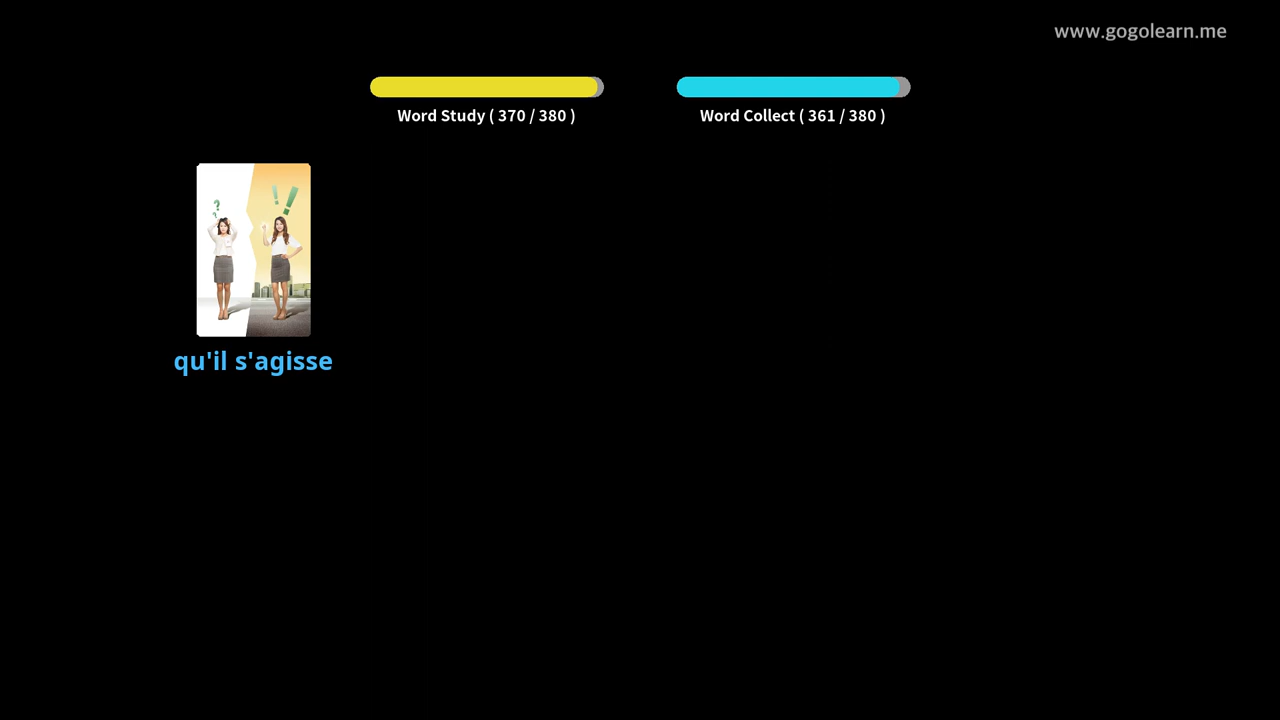 www.gogolearn.me
Word Study ( 370 / 380 )
Word Collect ( 361 / 380 )
? ?
! !
qu'il s'agisse